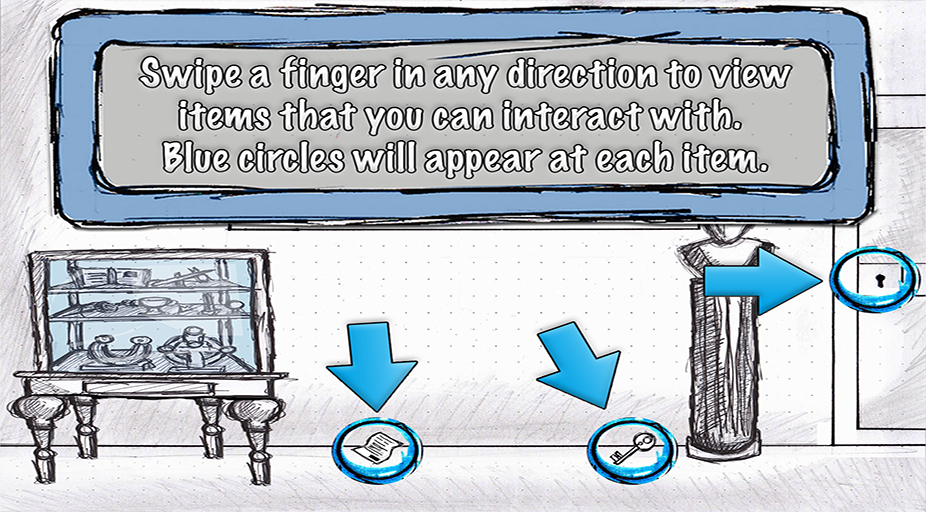 Swipe a finger in any direction to view
items that you can interact with.
Blue circles will appear at each item.